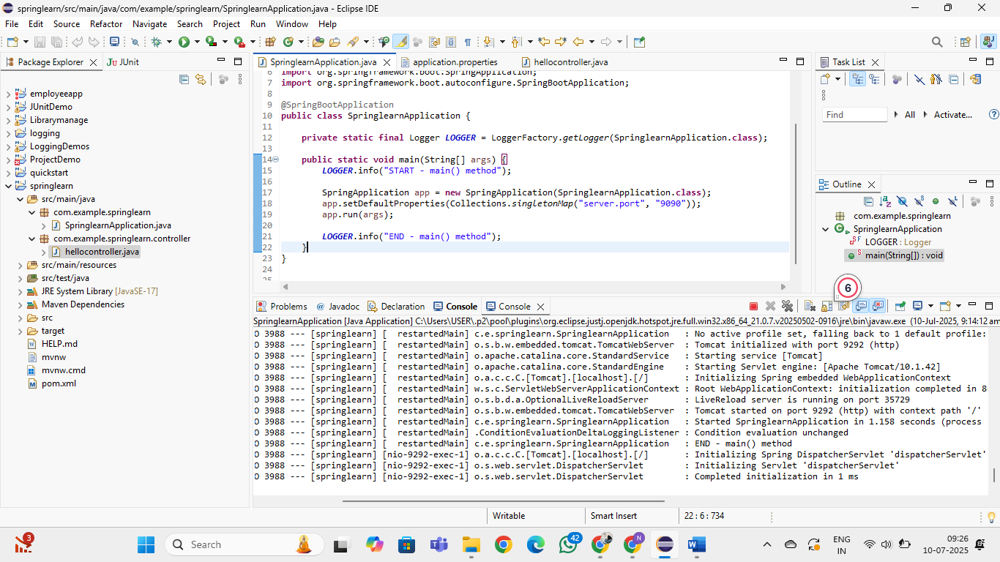 springlearn/src/main/java/com/example/springlearn/SpringlearnApplication.java - Eclipse IDE
File Edit Source Refactor Navigate Search Project Run Window Help
Package Explorer
JUnit
employeeapp
JUnitDemo
Librarymanage
logging
LoggingDemos
ProjectDemo
quickstart
springlearn
src/main/java
com.example.springlearn
SpringlearnApplication.java
com.example.springlearn.controller
hellocontroller.java
src/main/resources
src/test/java
JRE System Library [JavaSE-17]
Maven Dependencies
src
target
HELP.md
mvnw
mvnw.cmd
pom.xml
SpringlearnApplication.java
application.properties
hellocontroller.java
6 import org.springframework.boot.SpringApplication;
7 import org.springframework.boot.autoconfigure.SpringBootApplication;
8
9 @SpringBootApplication
10 public class SpringlearnApplication {
11
12 private static final Logger LOGGER = LoggerFactory.getLogger(SpringlearnApplication.class);
13
14 public static void main(String[] args) {
15 LOGGER.info("START - main() method");
16
17 SpringApplication app = new SpringApplication(SpringlearnApplication.class);
18 app.setDefaultProperties(Collections.singletonMap("server.port", "9090"));
19 app.run(args);
20
21 LOGGER.info("END - main() method");
22 }
23 }
24
25
Task List
Find
All
Activate...
Outline
com.example.springlearn
SpringlearnApplication
LOGGER : Logger
main(String[]) : void
6
Problems
Javadoc
Declaration
Console
Console
SpringlearnApplication [Java Application] C:\Users\USER\.p2\pool\plugins\org.eclipse.justj.openjdk.hotspot.jre.full.win32.x86_64_21.0.7.v20250502-0916\jre\bin\javaw.exe (10-Jul-2025, 9:14:12 am
O 3988 --- [springlearn] [ restartedMain] c.e.springlearn.SpringlearnApplication : No active profile set, falling back to 1 default profile:
O 3988 --- [springlearn] [ restartedMain] o.s.b.w.embedded.tomcat.TomcatWebServer : Tomcat initialized with port 9292 (http)
O 3988 --- [springlearn] [ restartedMain] o.apache.catalina.core.StandardService : Starting service [Tomcat]
O 3988 --- [springlearn] [ restartedMain] o.apache.catalina.core.StandardEngine : Starting Servlet engine: [Apache Tomcat/10.1.42]
O 3988 --- [springlearn] [ restartedMain] o.a.c.c.C.[Tomcat].[localhost].[/] : Initializing Spring embedded WebApplicationContext
O 3988 --- [springlearn] [ restartedMain] w.s.c.ServletWebServerApplicationContext : Root WebApplicationContext: initialization completed in 8
O 3988 --- [springlearn] [ restartedMain] o.s.b.d.a.OptionalLiveReloadServer : LiveReload server is running on port 35729
O 3988 --- [springlearn] [ restartedMain] o.s.b.w.embedded.tomcat.TomcatWebServer : Tomcat started on port 9292 (http) with context path '/'
O 3988 --- [springlearn] [ restartedMain] c.e.springlearn.SpringlearnApplication : Started SpringlearnApplication in 1.158 seconds (process
O 3988 --- [springlearn] [ restartedMain] .ConditionEvaluationDeltaLoggingListener : Condition evaluation unchanged
O 3988 --- [springlearn] [ restartedMain] c.e.springlearn.SpringlearnApplication : END - main() method
O 3988 --- [springlearn] [nio-9292-exec-1] o.a.c.c.C.[Tomcat].[localhost].[/] : Initializing Spring DispatcherServlet 'dispatcherServlet'
O 3988 --- [springlearn] [nio-9292-exec-1] o.s.web.servlet.DispatcherServlet : Initializing Servlet 'dispatcherServlet'
O 3988 --- [springlearn] [nio-9292-exec-1] o.s.web.servlet.DispatcherServlet : Completed initialization in 1 ms
Writable
Smart Insert
22 : 6 : 734
3
Search
42
N
ENG
IN
09:26
10-07-2025